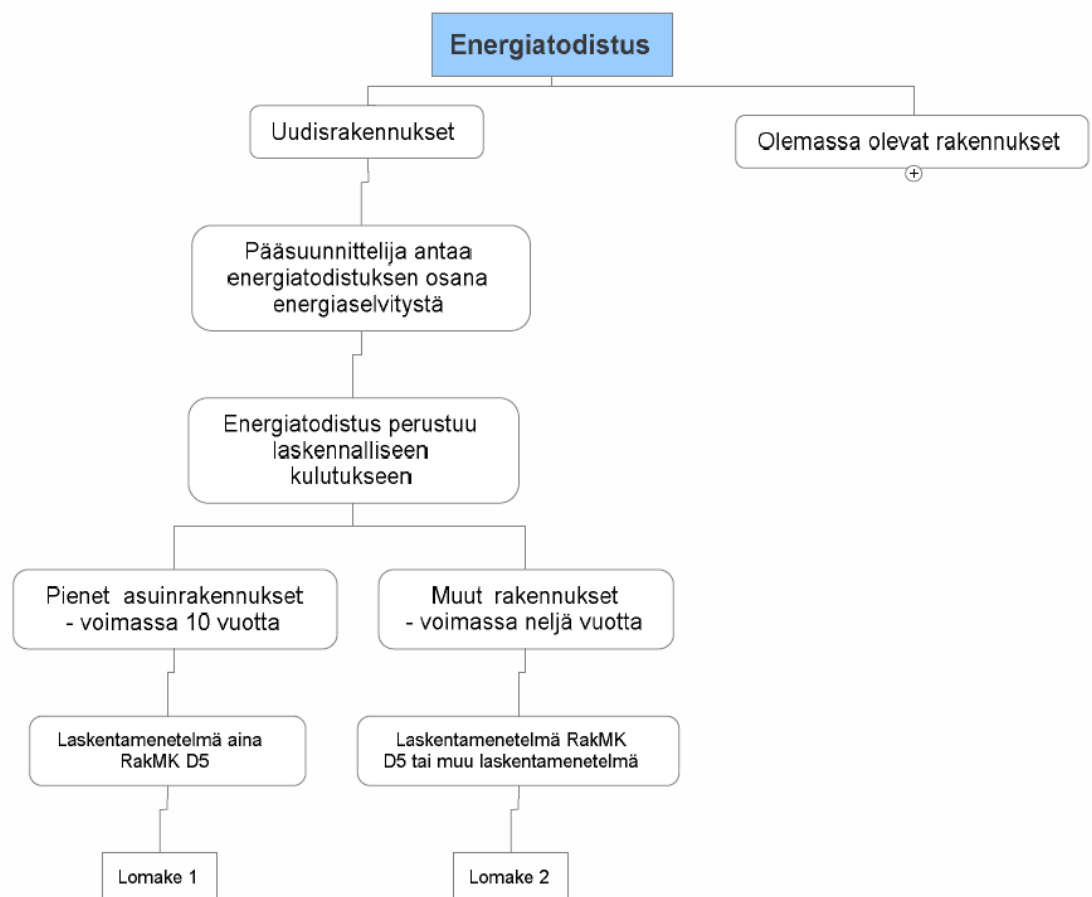 Energiatodistus
Uudisrakennukset
Olemassa olevat rakennukset
Pääsuunnittelija antaa
energiatodistuksen osana
energiaselvitystä
Energiatodistus perustuu
laskennalliseen
kulutukseen
Pienet asuinrakennukset
- voimassa 10 vuotta
Muut rakennukset
- voimassa neljä vuotta
Laskentamenetelmä aina
RakMK D5
Laskentamenetelmä RakMK
D5 tai muu laskentamenetelmä
Lomake 1
Lomake 2